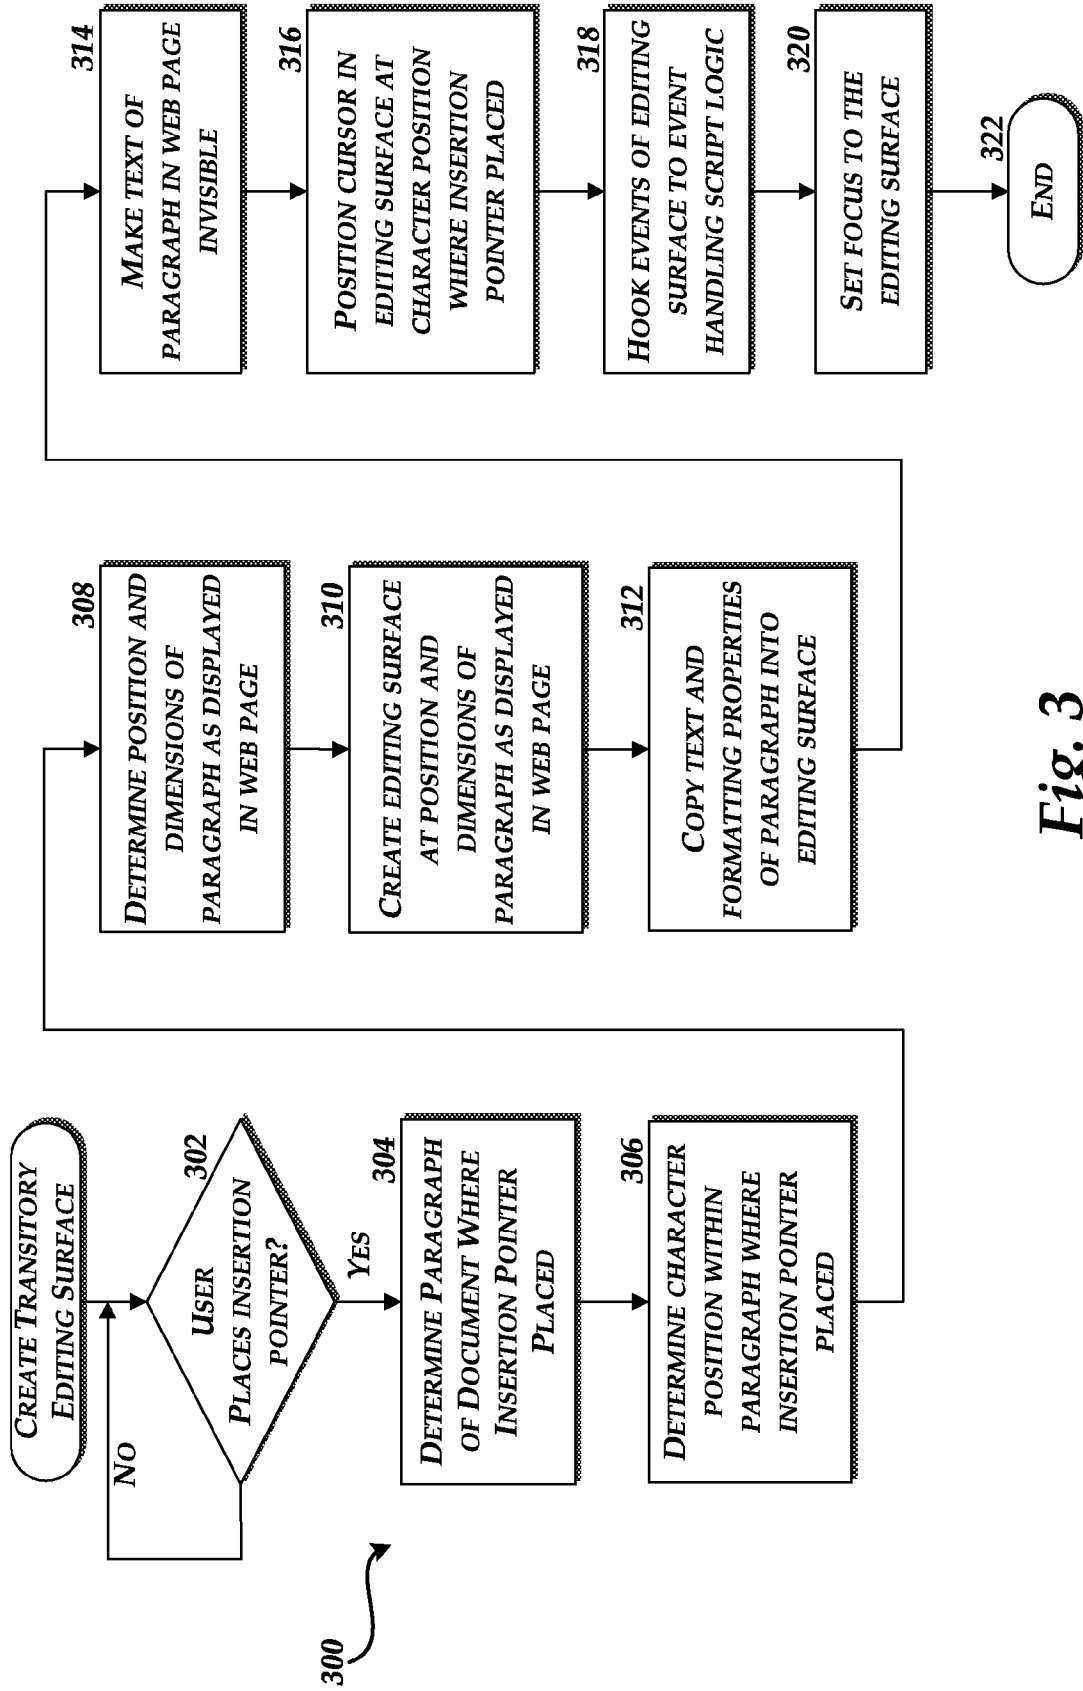 CREATE TRANSITORY
EDITING SURFACE
NO
302
USER
PLACES INSERTION
POINTER?
YES
304
DETERMINE PARAGRAPH
OF DOCUMENT WHERE
INSERTION POINTER
PLACED
306
DETERMINE CHARACTER
POSITION WITHIN
PARAGRAPH WHERE
INSERTION POINTER
PLACED
300
308
DETERMINE POSITION AND
DIMENSIONS OF
PARAGRAPH AS DISPLAYED
IN WEB PAGE
310
CREATE EDITING SURFACE
AT POSITION AND
DIMENSIONS OF
PARAGRAPH AS DISPLAYED
IN WEB PAGE
312
COPY TEXT AND
FORMATTING PROPERTIES
OF PARAGRAPH INTO
EDITING SURFACE
314
MAKE TEXT OF
PARAGRAPH IN WEB PAGE
INVISIBLE
316
POSITION CURSOR IN
EDITING SURFACE AT
CHARACTER POSITION
WHERE INSERTION
POINTER PLACED
318
HOOK EVENTS OF EDITING
SURFACE TO EVENT
HANDLING SCRIPT LOGIC
320
SET FOCUS TO THE
EDITING SURFACE
322
END
Fig. 3